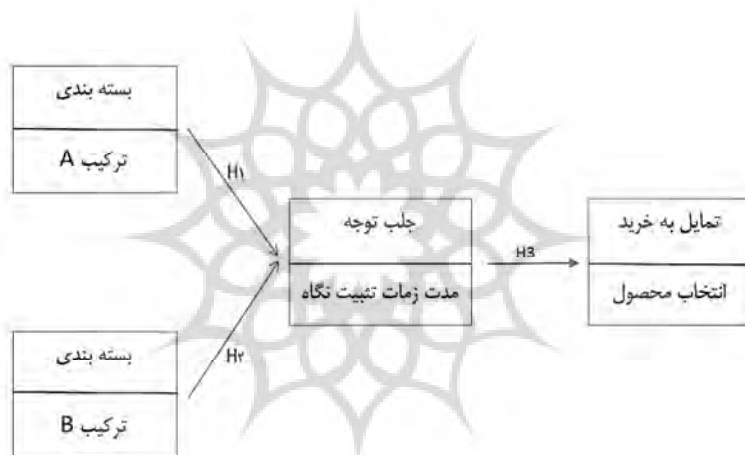 بسته بندی
ترکیب A
H۱
جلب توجه
مدت زمات تثبیت نگاه
H3
تمایل به خرید
انتخاب محصول
H۲
بسته بندی
ترکیب B